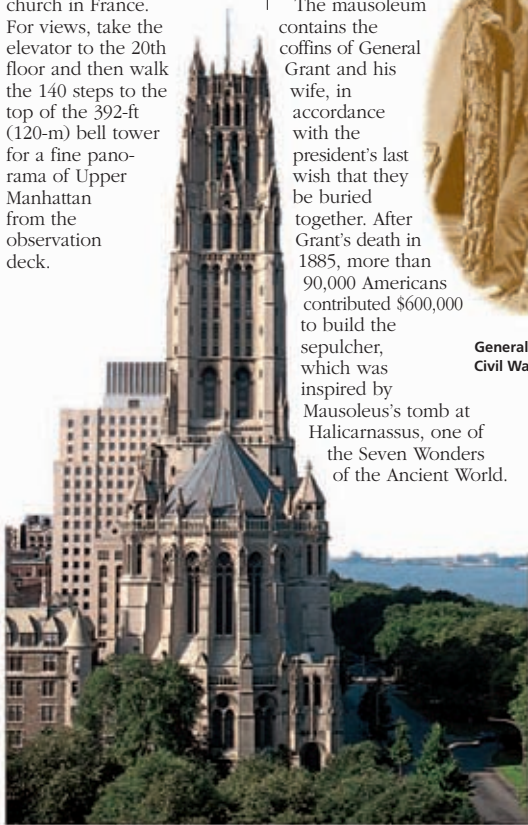 church in France.
For views, take the
elevator to the 20th
floor and then walk
the 140 steps to the
top of the 392-ft
(120-m) bell tower
for a fine pano-
rama of Upper
Manhattan
from the
observation
deck.
The mausoleum
contains the
coffins of General
Grant and his
wife, in
accordance
with the
president's last
wish that they
be buried
together. After
Grant's death in
1885, more than
90,000 Americans
contributed $600,000
to build the
sepulcher,
which was
inspired by
Mausoleus's tomb at
Halicarnassus, one of
the Seven Wonders
of the Ancient World.
General
Civil